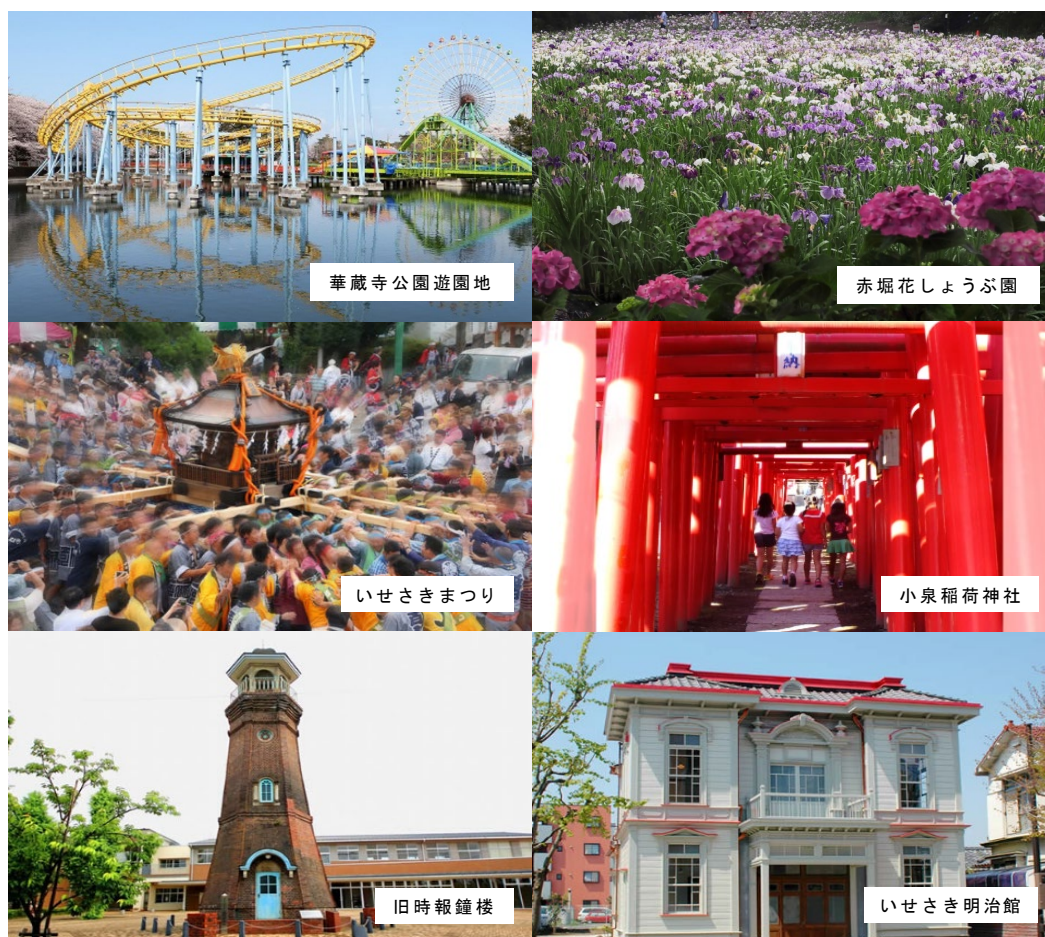 華蔵寺公園遊園地
赤堀花しょうぶ園
納
いせさきまつり
小泉稲荷神社
旧時報鐘楼
いせさき明治館